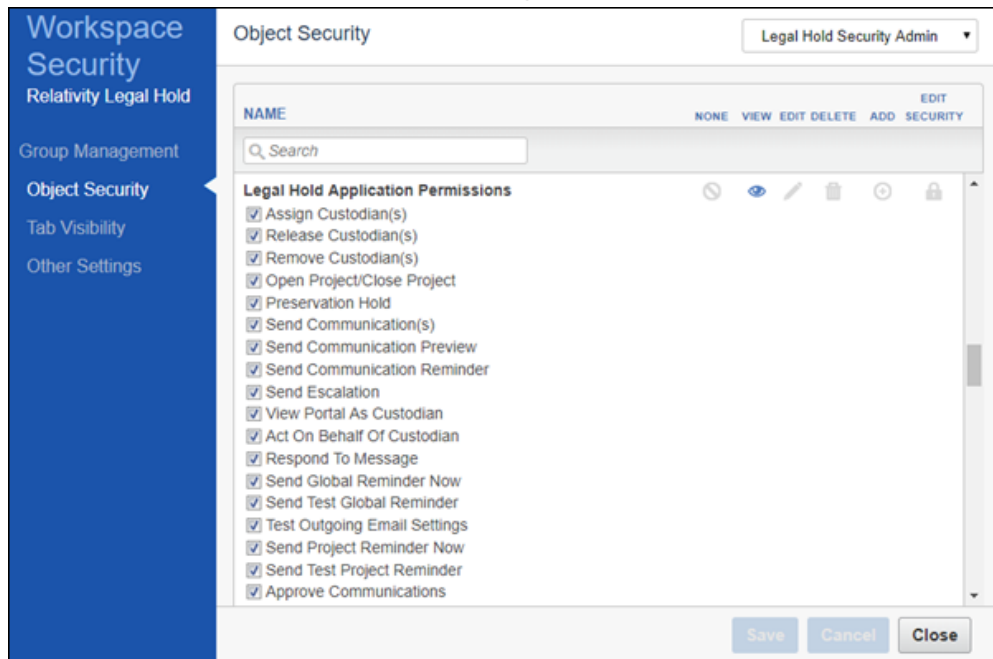 Workspace
Security
Relativity Legal Hold
Group Management
Object Security
Tab Visibility
Other Settings
Object Security
Legal Hold Security Admin
NAME
NONE VIEW EDIT DELETE ADD EDIT SECURITY
Search
Legal Hold Application Permissions
Assign Custodian(s)
Release Custodian(s)
Remove Custodian(s)
Open Project/Close Project
Preservation Hold
Send Communication(s)
Send Communication Preview
Send Communication Reminder
Send Escalation
View Portal As Custodian
Act On Behalf Of Custodian
Respond To Message
Send Global Reminder Now
Send Test Global Reminder
Test Outgoing Email Settings
Send Project Reminder Now
Send Test Project Reminder
Approve Communications
Save Cancel Close